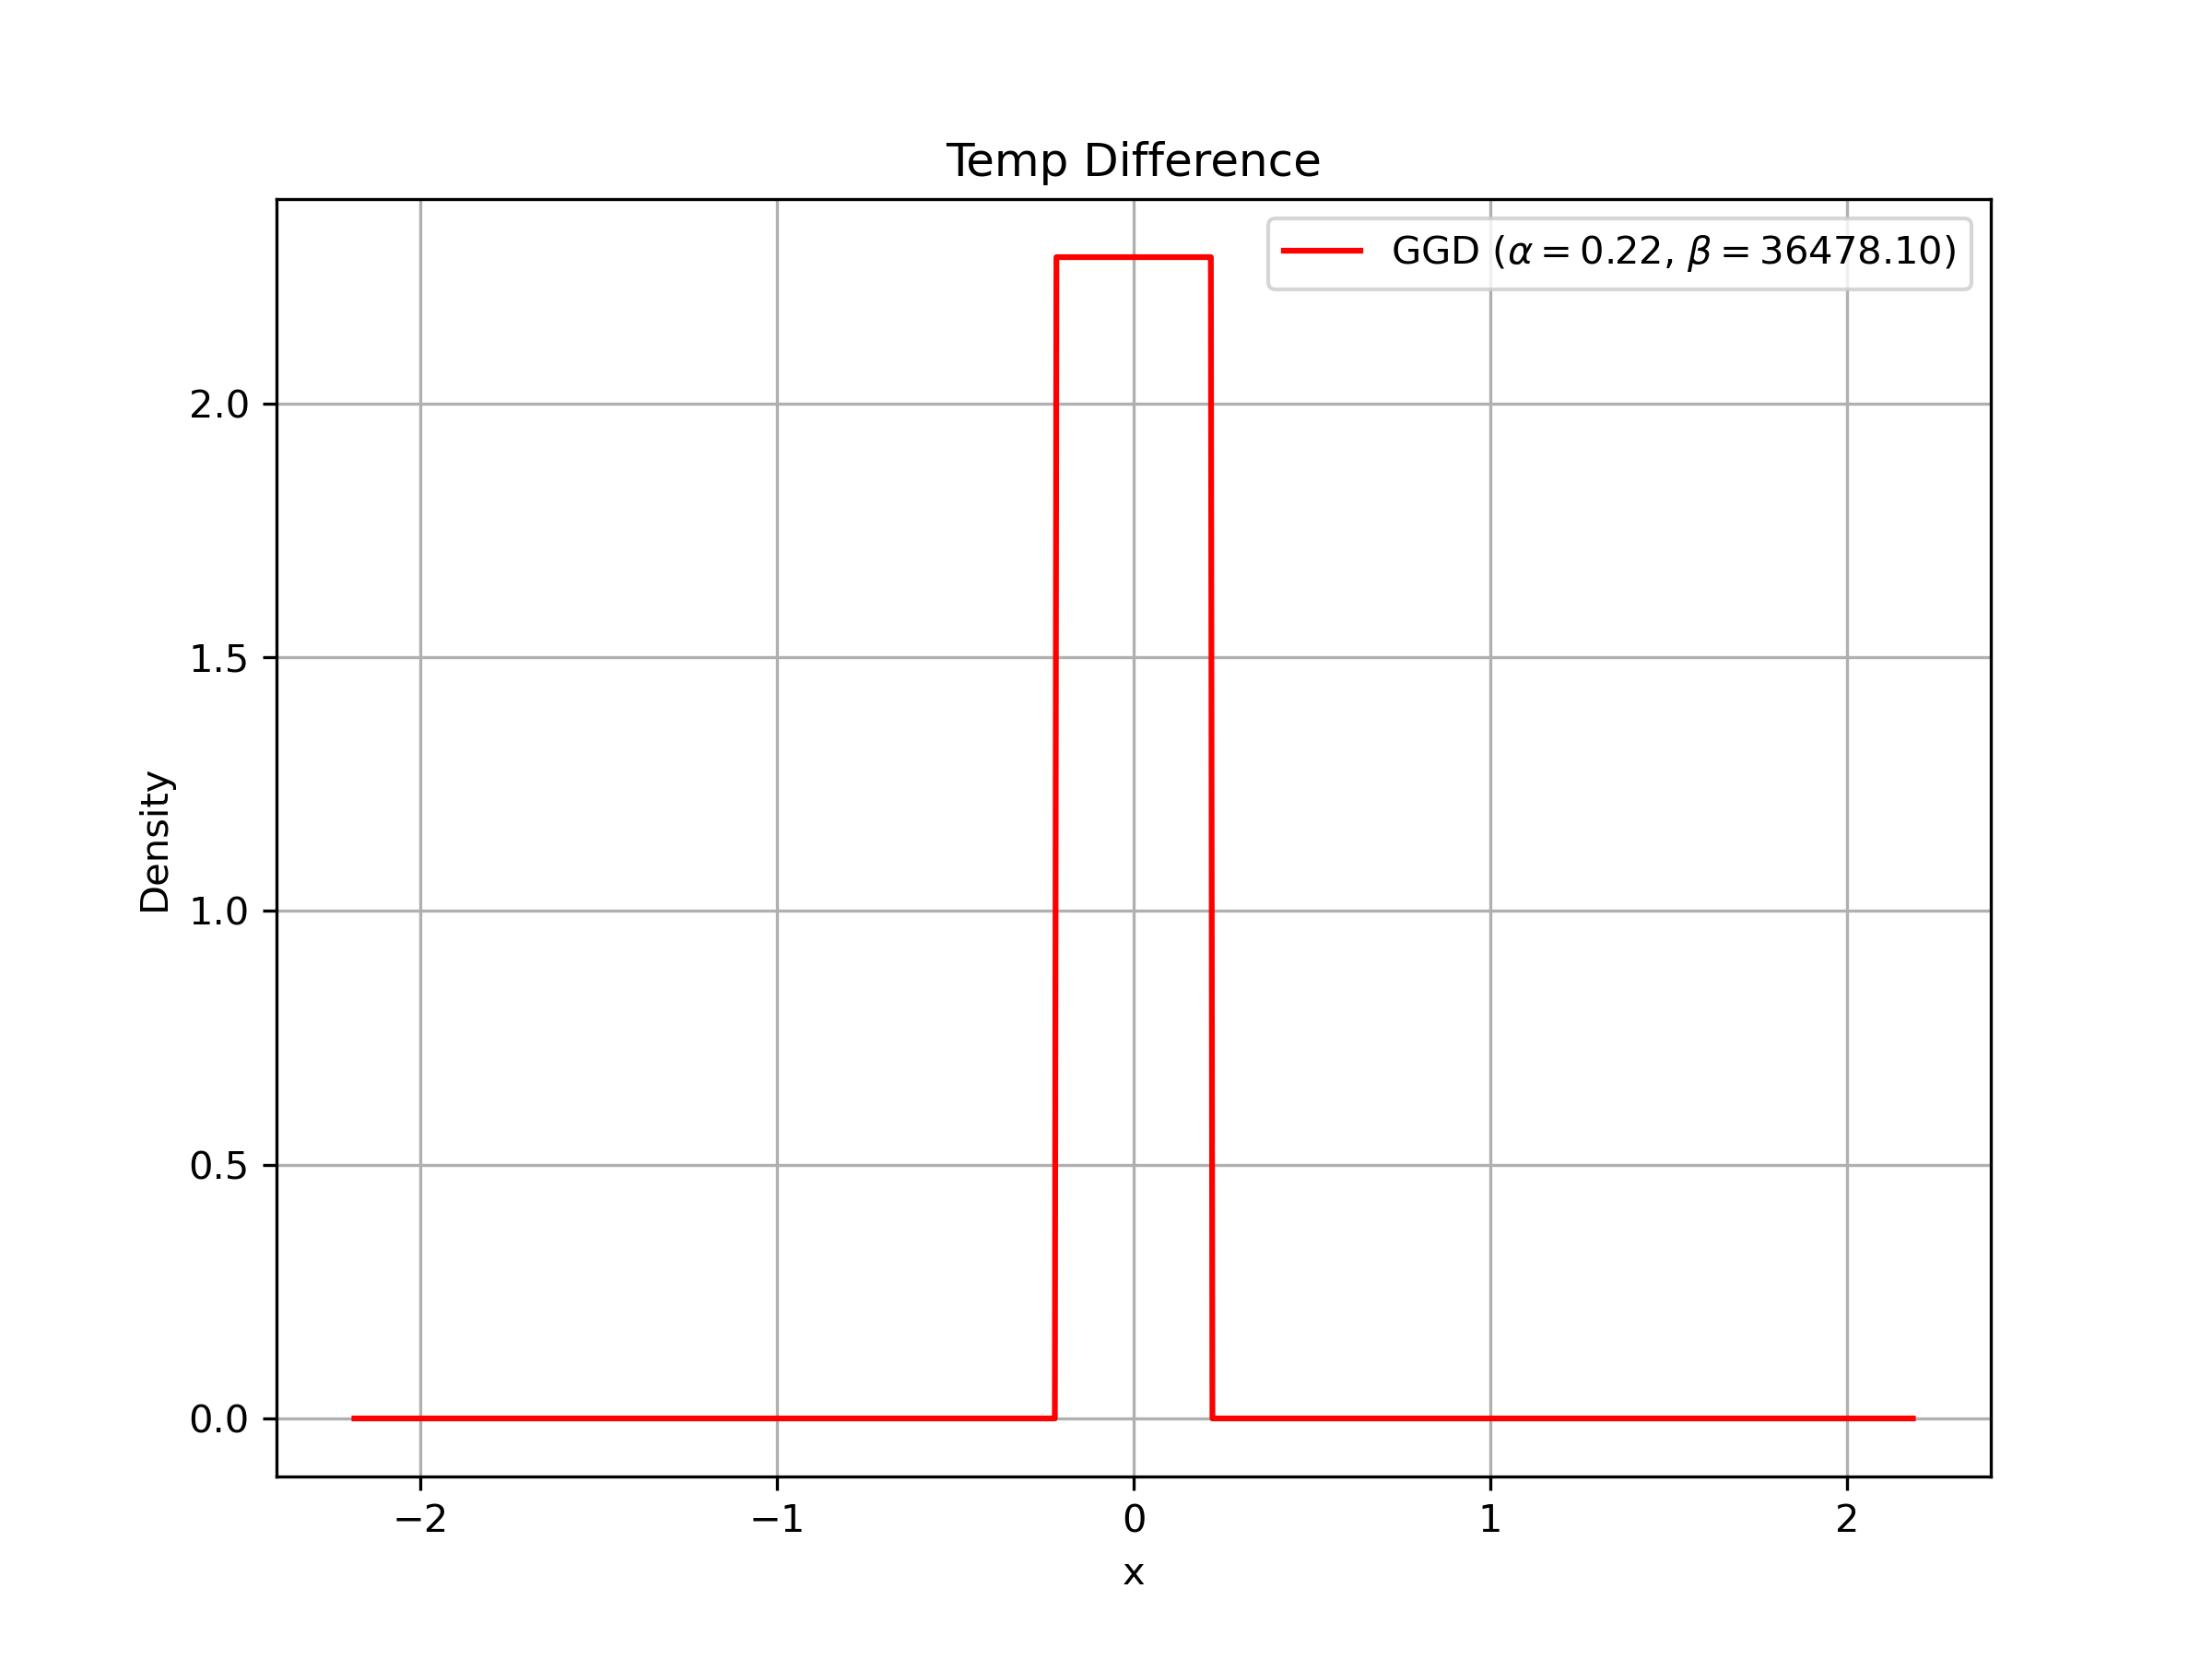 Temp Difference
GGD (α = 0.22, β = 36478.10)
Density
2.0
1.5
1.0
0.5
0.0
−2 −1 0 1 2
x